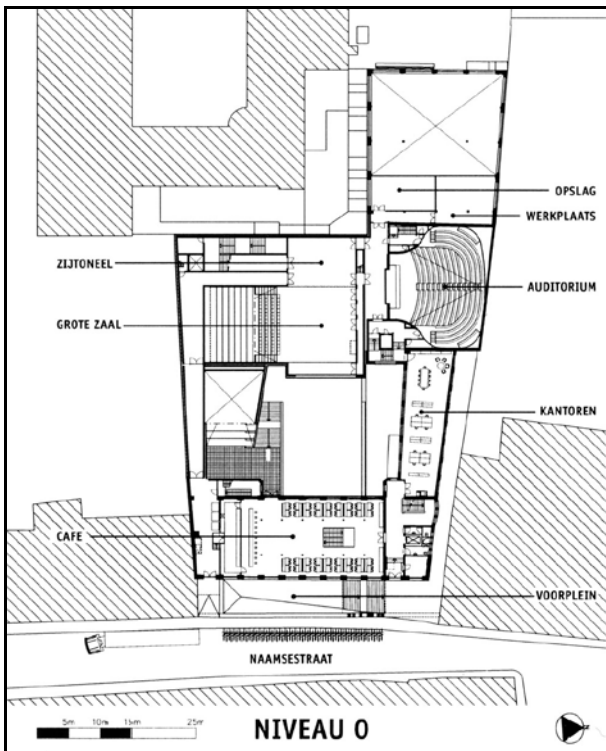 OPSLAG
WERKPLAATS
ZIJTONEEL
AUDITORIUM
GROTE ZAAL
KANTOREN
CAFE
VOORPLEIN
NAAMSESTRAAT
5m 10m 15m 25m
NIVEAU 0